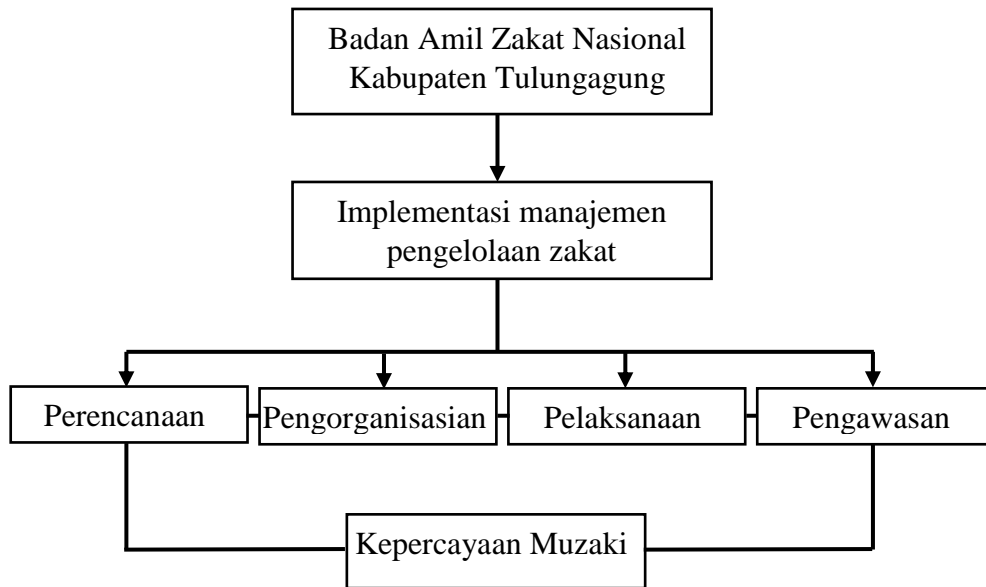 Badan Amil Zakat Nasional
Kabupaten Tulungagung
Implementasi manajemen
pengelolaan zakat
Perencanaan
Pengorganisasian
Pelaksanaan
Pengawasan
Kepercayaan Muzaki